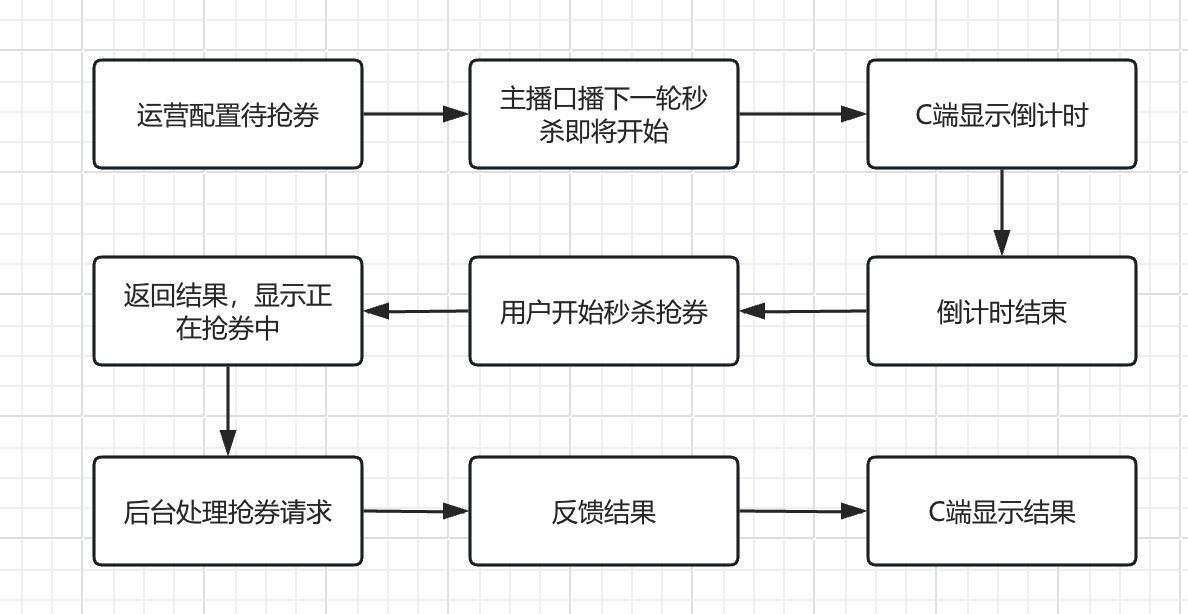 运营配置待抢券
主播口播下一轮秒
杀即将开始
C端显示倒计时
倒计时结束
用户开始秒杀抢券
返回结果，显示正
在抢券中
后台处理抢券请求
反馈结果
C端显示结果